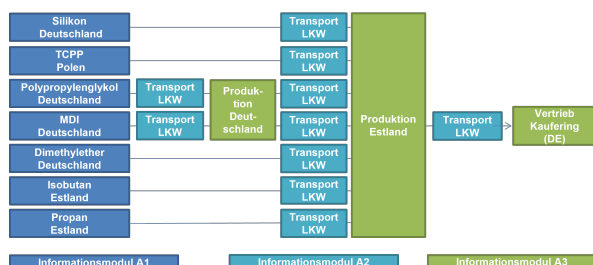 Silikon
Deutschland
Transport
LKW
TCPP
Polen
Transport
LKW
Polypropylenglykol
Deutschland
Transport
LKW
Produk-
tion
Deut-
schland
Transport
LKW
MDI
Deutschland
Transport
LKW
Transport
LKW
Dimethylether
Deutschland
Transport
LKW
Isobutan
Estland
Transport
LKW
Propan
Estland
Transport
LKW
Produktion
Estland
Transport
LKW
Vertrieb
Kaufering
(DE)
Informationsmodul A1
Informationsmodul A2
Informationsmodul A3